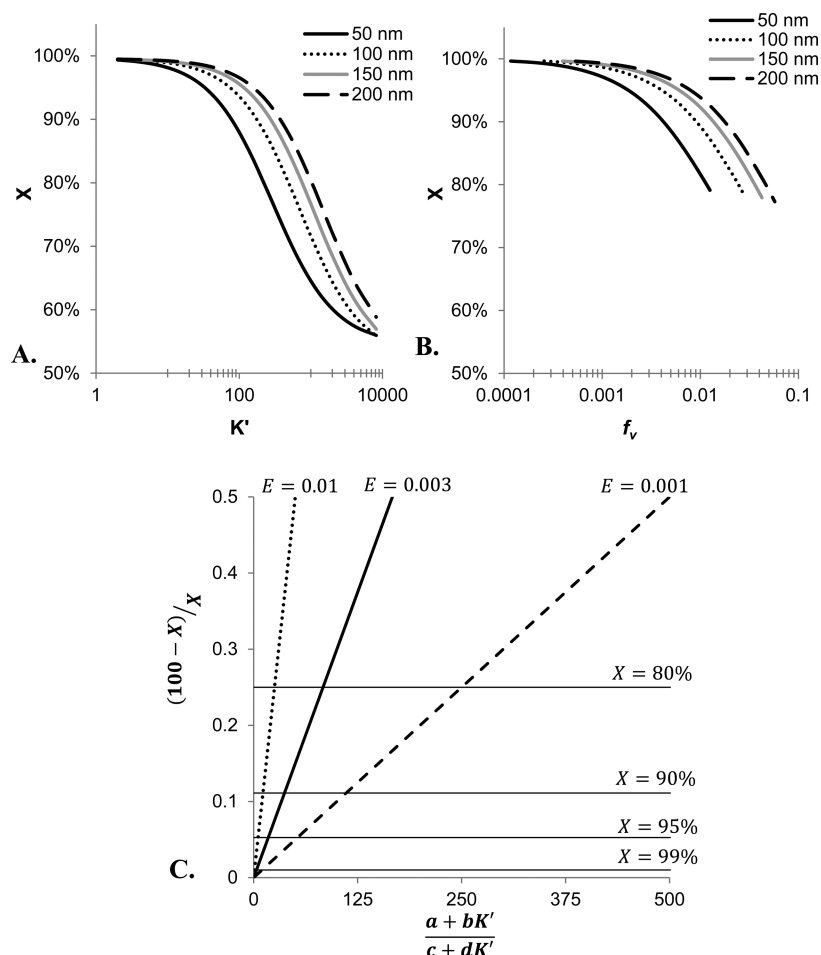 50 nm
100 nm
150 nm
200 nm
100%
90%
80%
70%
60%
50%
X
1
100
10000
K'
A.
50 nm
100 nm
150 nm
200 nm
100%
90%
80%
70%
60%
50%
X
0.0001
0.001
0.01
0.1
fv
B.
E = 0.01
E = 0.003
E = 0.001
0.5
0.4
0.3
0.2
0.1
0
(100 − X)/X
X = 80%
X = 90%
X = 95%
X = 99%
C.
0
125
250
375
500
a + bK'
c + dK'